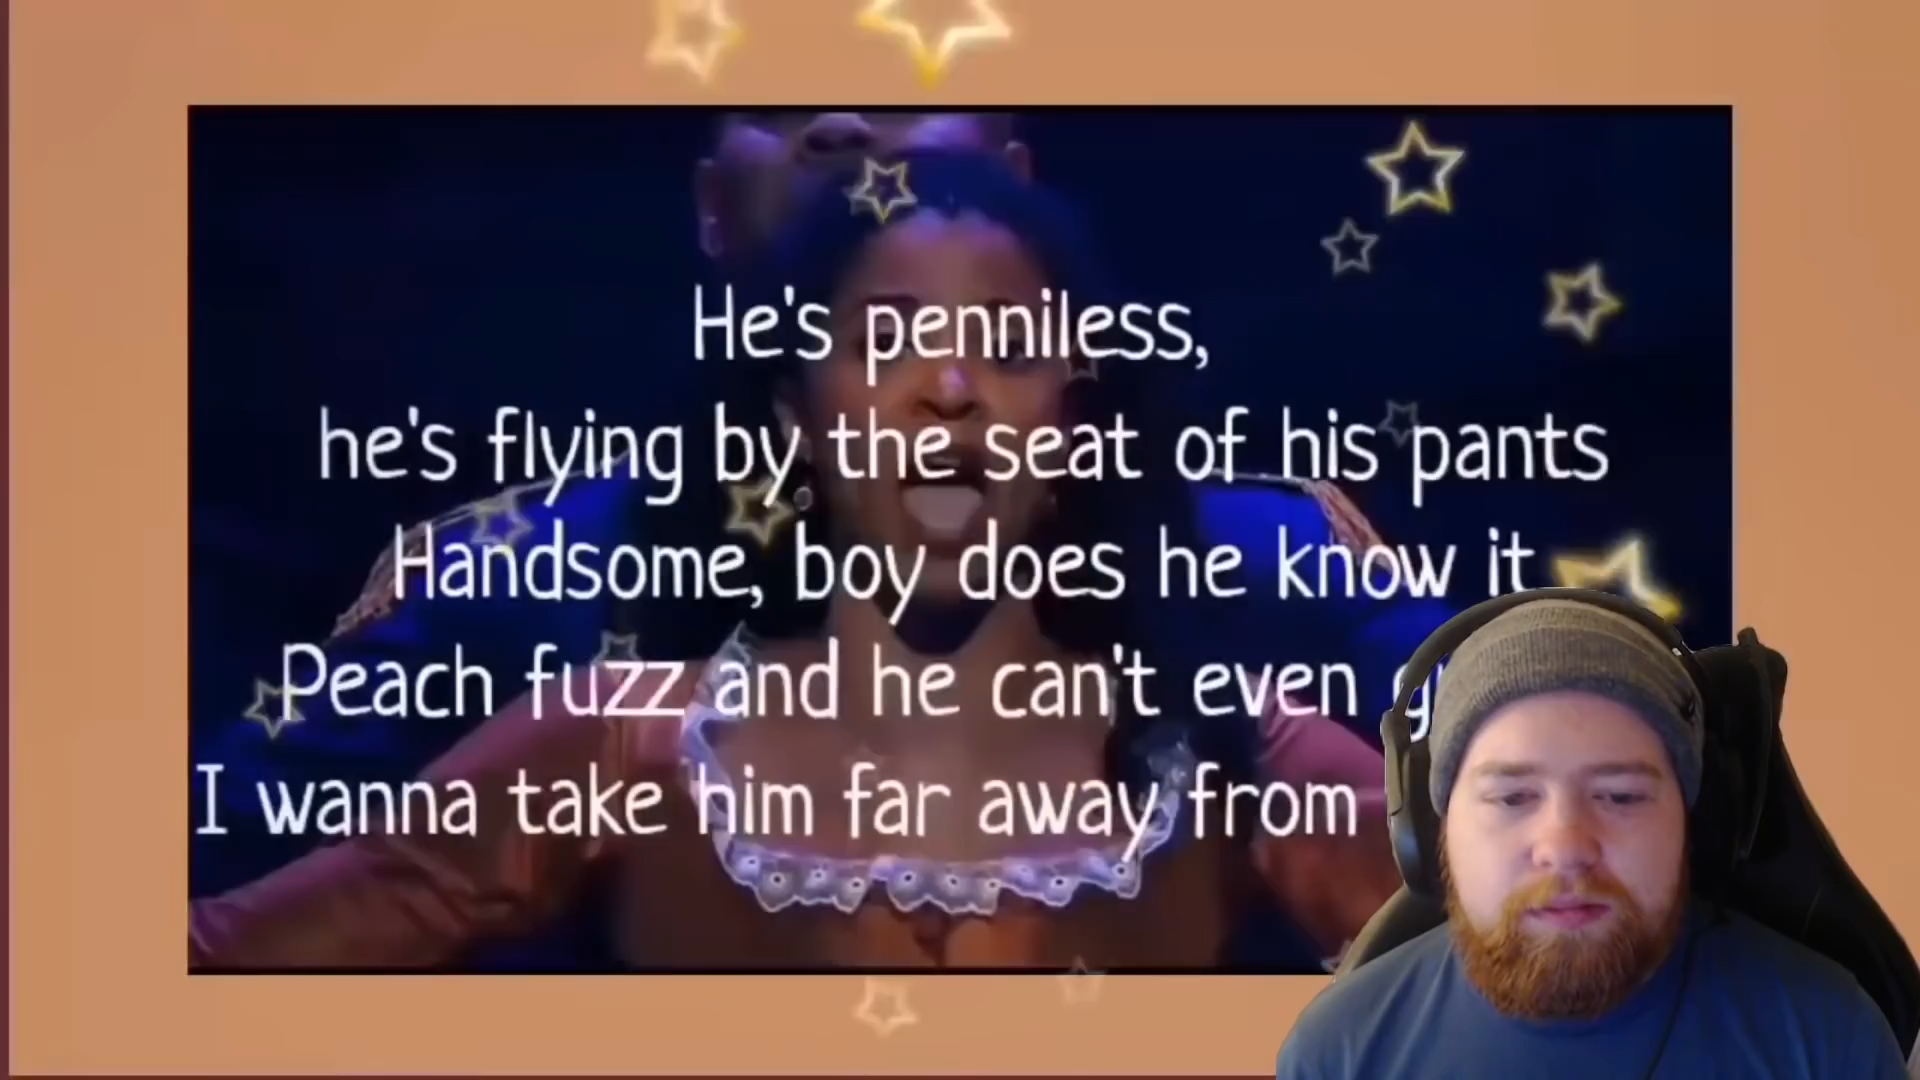 He's penniless,
he's flying by the seat of his pants
Handsome, boy does he know it
Peach fuzz and he can't even
I wanna take him far away from